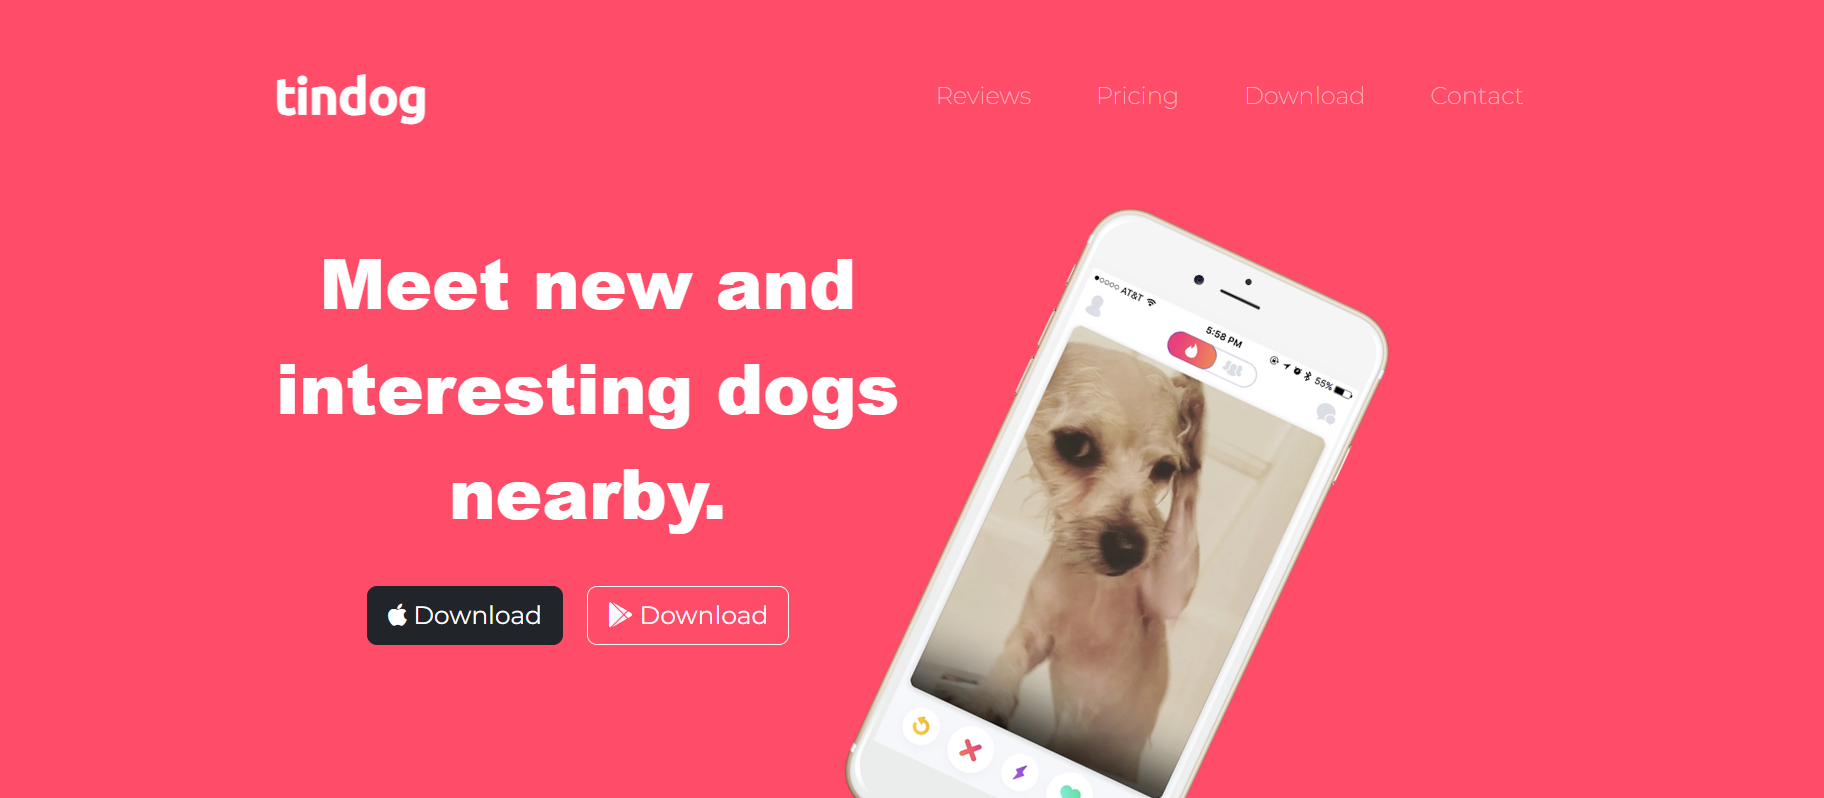 tindog
Reviews
Pricing
Download
Contact
Meet new and
interesting dogs
nearby.
Download
Download
AT&T
5:58 PM
55%